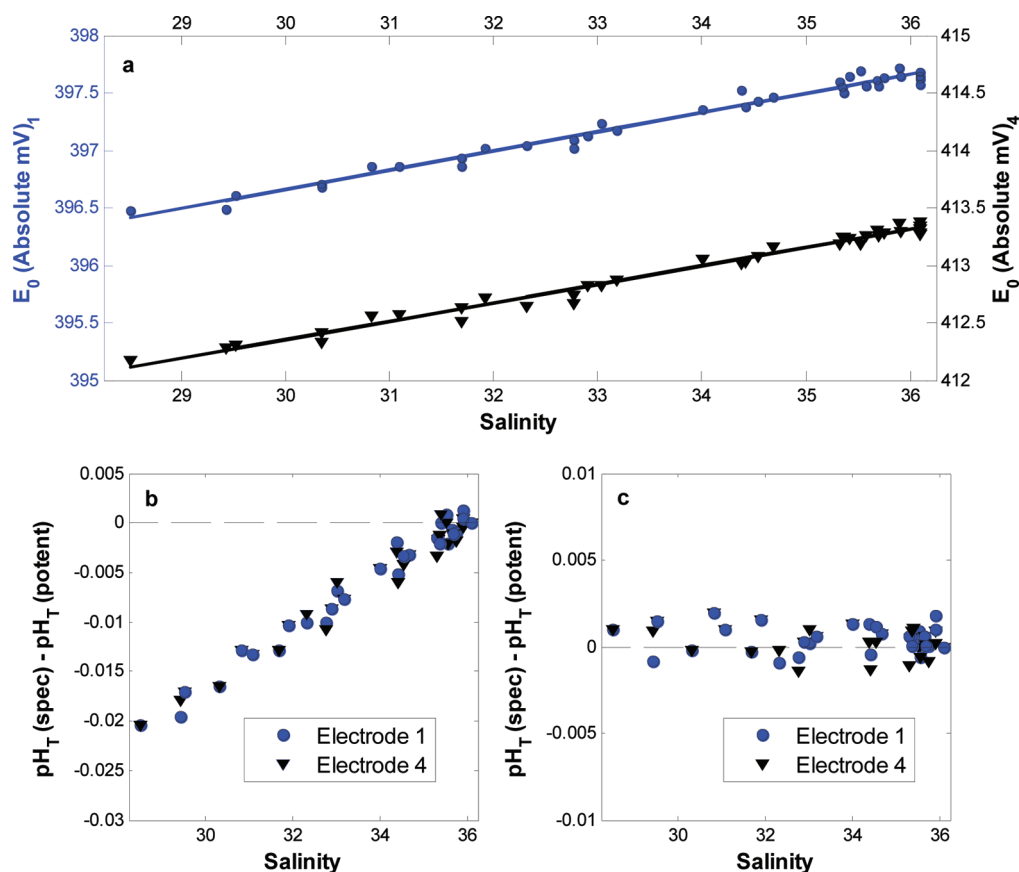 29 30 31 32 33 34 35 36
398 415
a
397.5 414.5
397 414
396.5 413.5
396 413
395.5 412.5
395 412
E0 (Absolute mV)1
E0 (Absolute mV)4
29 30 31 32 33 34 35 36
Salinity
b
0.005
0
-0.005
-0.01
-0.015
-0.02
-0.025
-0.03
pHT (spec) - pHT (potent)
Electrode 1
Electrode 4
30 32 34 36
Salinity
c
0.01
0.005
0
-0.005
-0.01
pHT (spec) - pHT (potent)
Electrode 1
Electrode 4
30 32 34 36
Salinity